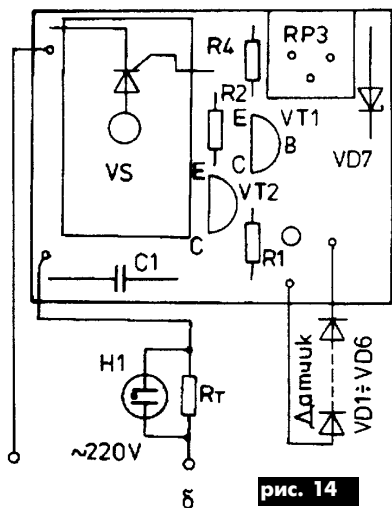 R4
RP3
R2
E
VT1
B
VS
E
C
VD7
VT2
C
C1
R1
H1
Rт
Датчик
VD1÷VD6
~220V
б
рис. 14